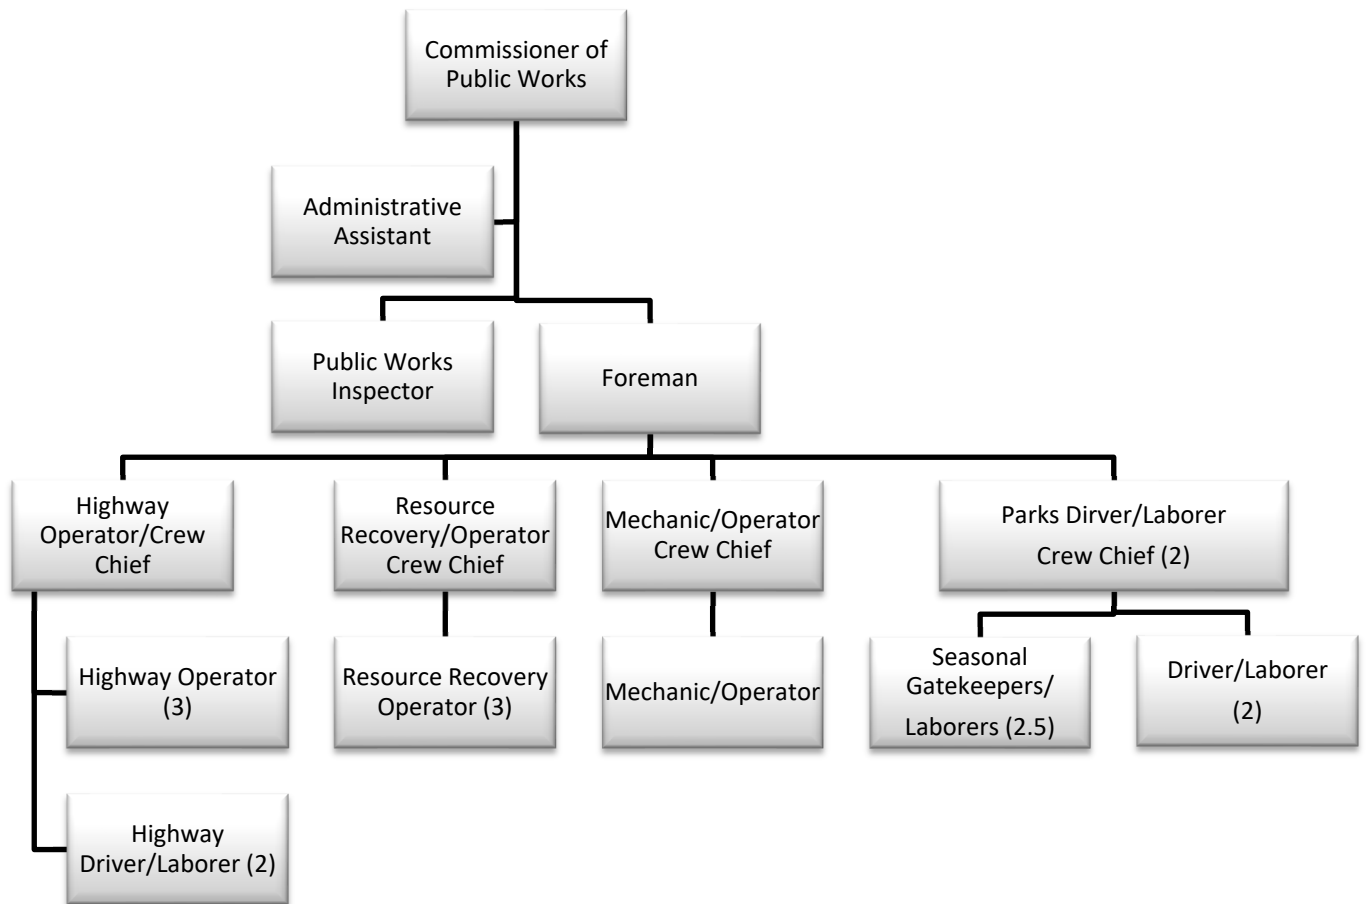 Commissioner of
Public Works
Administrative
Assistant
Public Works
Inspector
Foreman
Highway
Operator/Crew
Chief
Resource
Recovery/Operator
Crew Chief
Mechanic/Operator
Crew Chief
Parks Dirver/Laborer
Crew Chief (2)
Highway Operator
(3)
Resource Recovery
Operator (3)
Mechanic/Operator
Seasonal
Gatekeepers/
Laborers (2.5)
Driver/Laborer
(2)
Highway
Driver/Laborer (2)